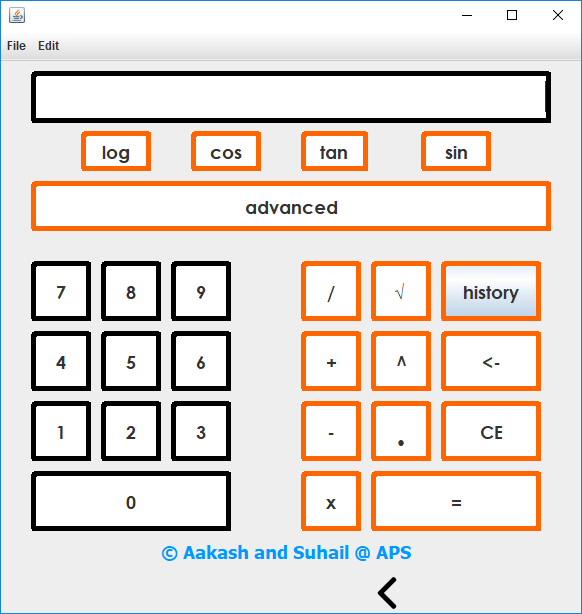 File Edit
log cos tan sin
advanced
7 8 9 / √ history
4 5 6 + ^ <-
1 2 3 - . CE
0 x =
© Aakash and Suhail @ APS